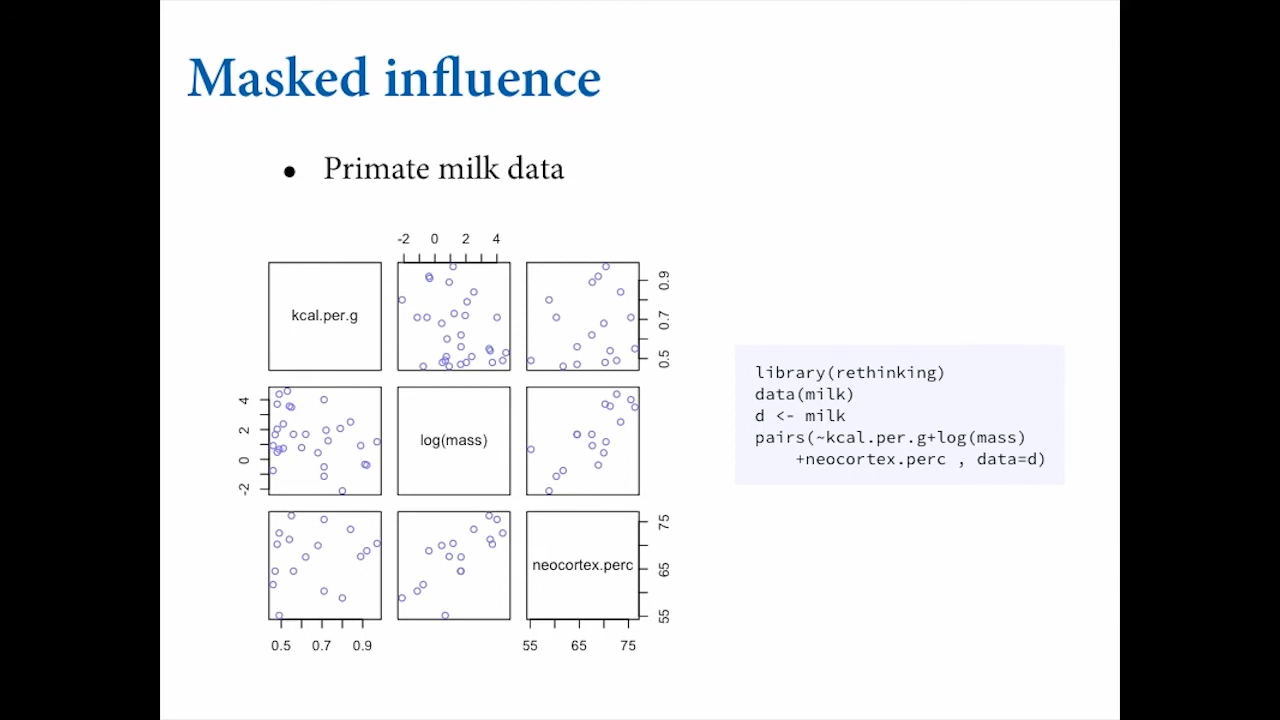 Masked influence
• Primate milk data
-2 0 2 4
kcal.per.g
0.5 0.7 0.9
-2 0 2 4
log(mass)
neocortex.perc
55 65 75
0.5 0.7 0.9
55 65 75
library(rethinking)
data(milk)
d <- milk
pairs(~kcal.per.g+log(mass)
+neocortex.perc , data=d)